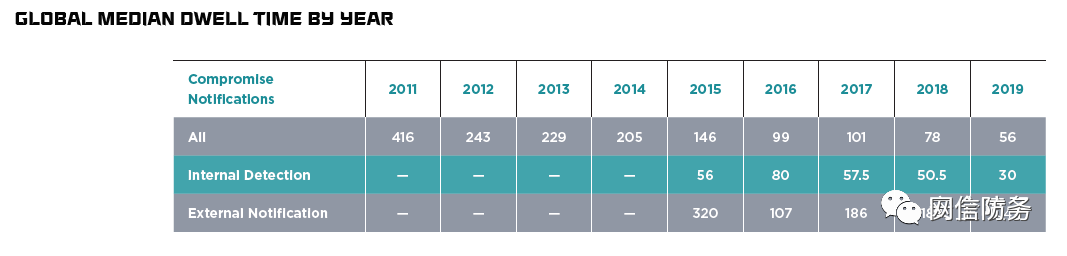 GLOBAL MEDIAN DWELL TIME BY YEAR
Compromise Notifications 2011 2012 2013 2014 2015 2016 2017 2018 2019
All 416 243 229 205 146 99 101 78 56
Internal Detection — — — — 56 80 57.5 50.5 30
External Notification — — — — 320 107 186
网信防务